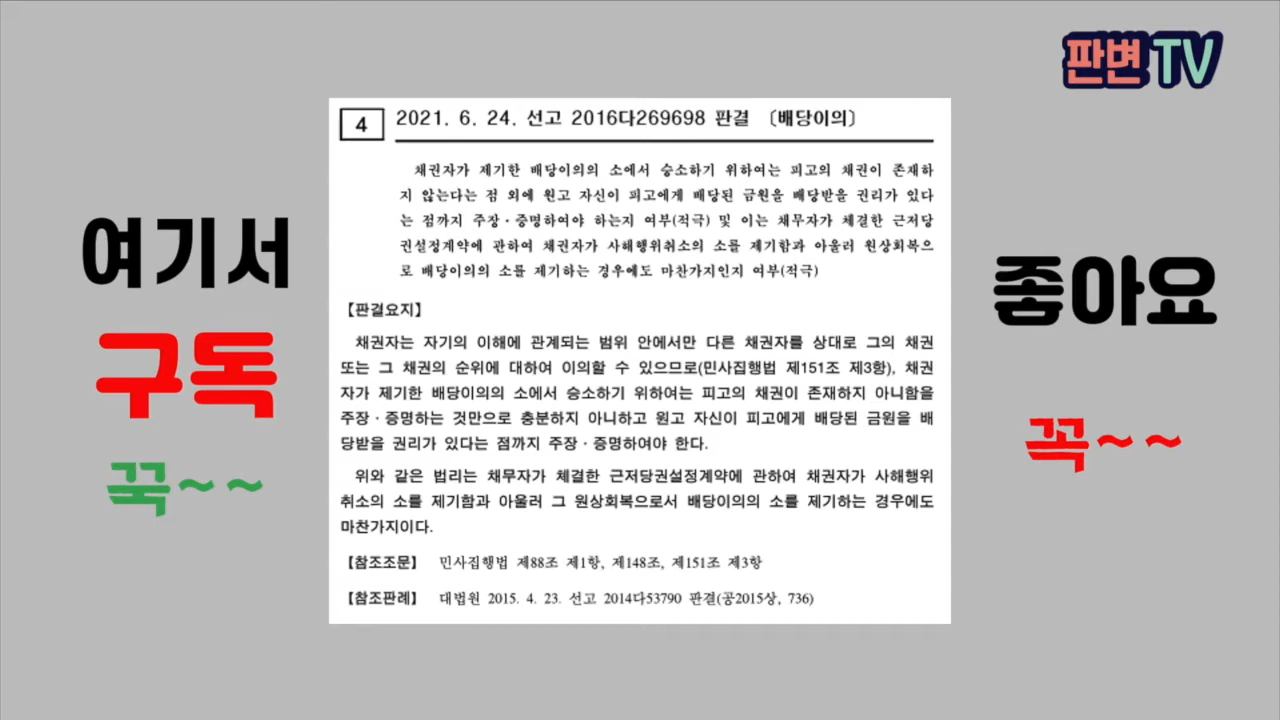 판변 TV
여기서
구독
꾹~~
4
2021. 6. 24. 선고 2016다269698 판결 〔배당이의〕
채권자가 제기한 배당이의의 소에서 승소하기 위하여는 피고의 채권이 존재하
지 않는다는 점 외에 원고 자신이 피고에게 배당된 금원을 배당받을 권리가 있다
는 점까지 주장·증명하여야 하는지 여부(적극) 및 이는 채무자가 체결한 근저당
권설정계약에 관하여 채권자가 사해행위취소의 소를 제기함과 아울러 원상회복으
로 배당이의의 소를 제기하는 경우에도 마찬가지인지 여부(적극)
【판결요지】
채권자는 자기의 이해에 관계되는 범위 안에서만 다른 채권자를 상대로 그의 채권
또는 그 채권의 순위에 대하여 이의할 수 있으므로(민사집행법 제151조 제3항), 채권
자가 제기한 배당이의의 소에서 승소하기 위하여는 피고의 채권이 존재하지 아니함을
주장·증명하는 것만으로 충분하지 아니하고 원고 자신이 피고에게 배당된 금원을 배
당받을 권리가 있다는 점까지 주장·증명하여야 한다.
위와 같은 법리는 채무자가 체결한 근저당권설정계약에 관하여 채권자가 사해행위
취소의 소를 제기함과 아울러 그 원상회복으로서 배당이의의 소를 제기하는 경우에도
마찬가지이다.
【참조조문】 민사집행법 제88조 제1항, 제148조, 제151조 제3항
【참조판례】 대법원 2015. 4. 23. 선고 2014다53790 판결(공2015상, 736)
좋아요
꼭~~